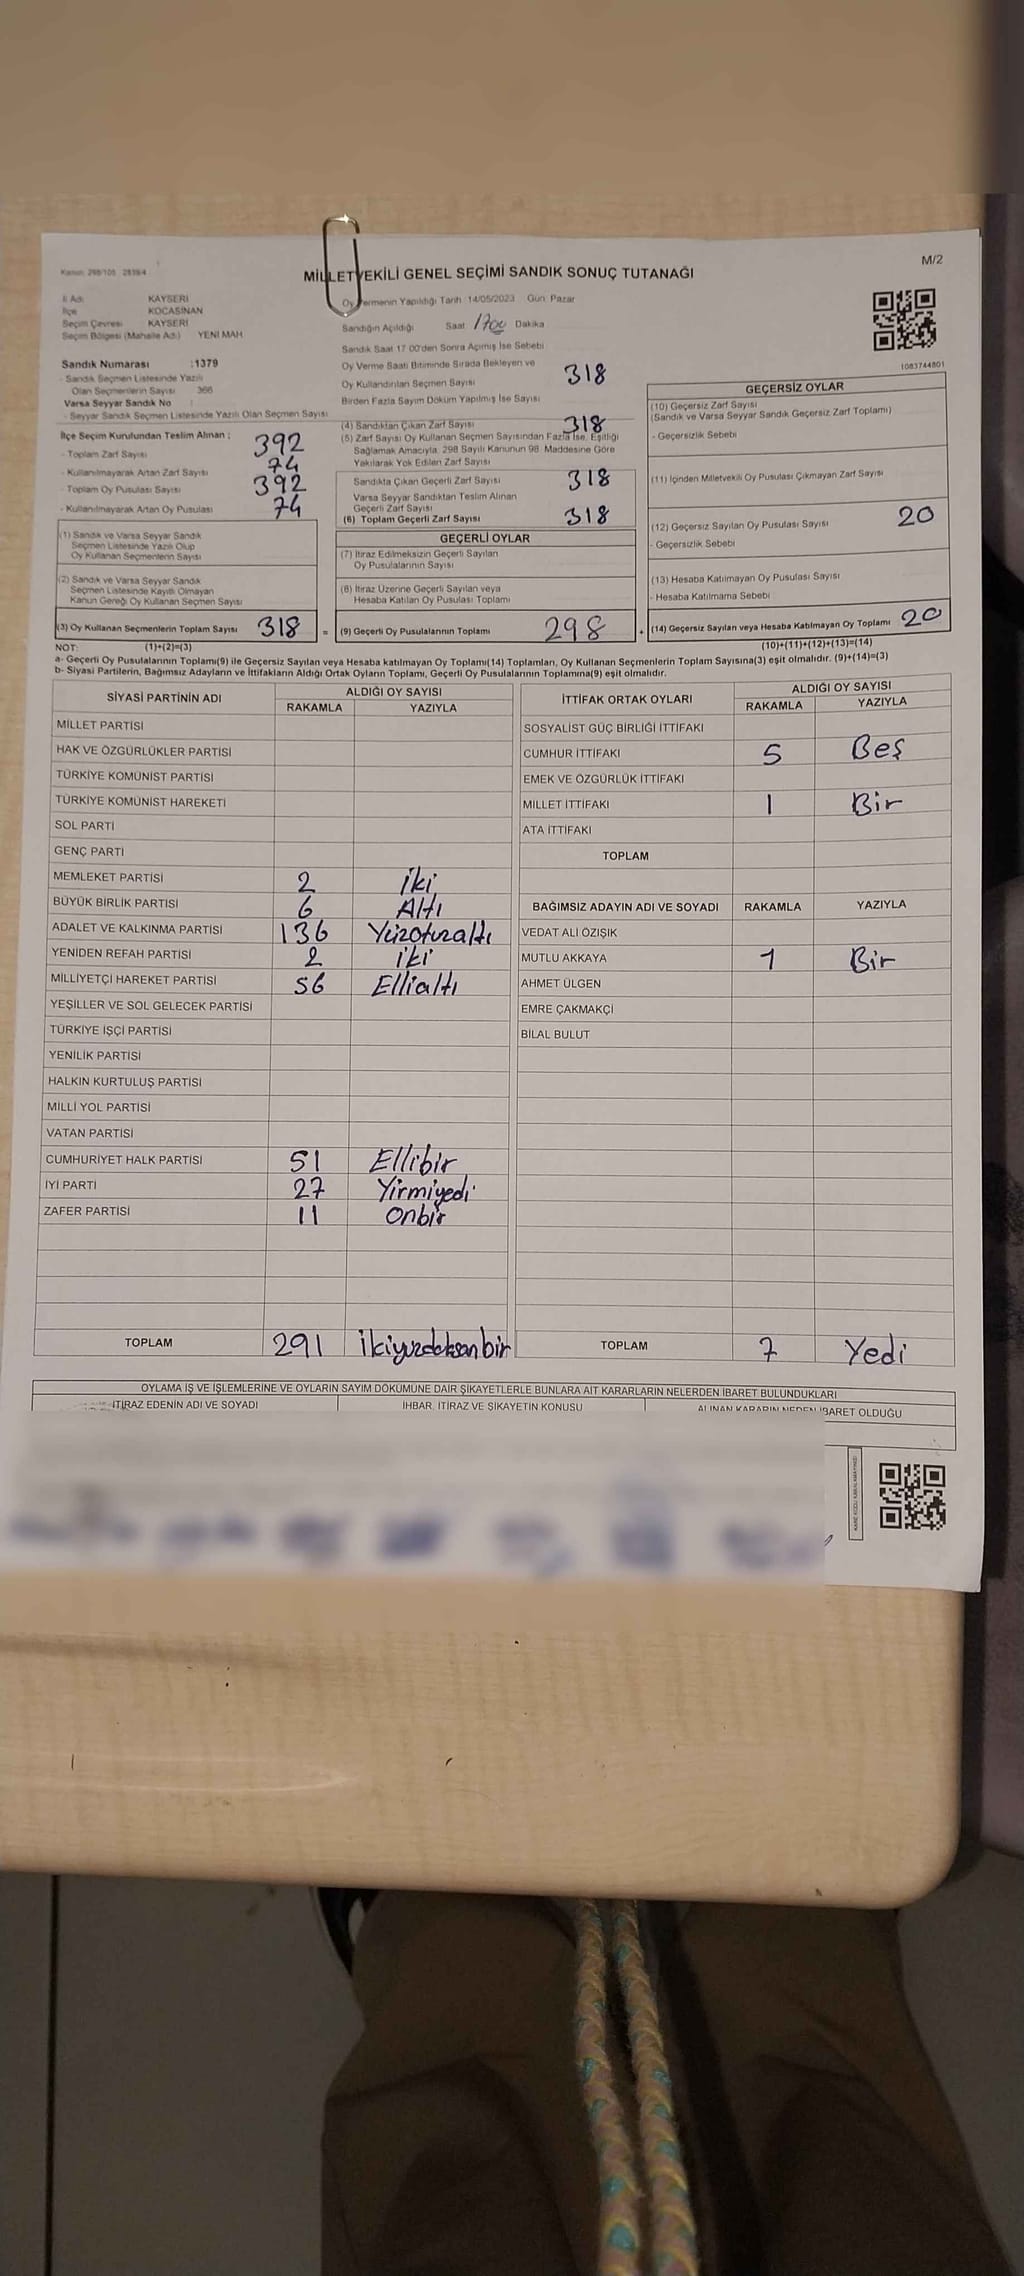 Kanun: 298/105 2839/4
MİLLETVEKİLİ GENEL SEÇİMİ SANDIK SONUÇ TUTANAĞI
M/2
İl Adı KAYSERİ
İlçe KOCASİNAN
Seçim Çevresi KAYSERİ
Seçim Bölgesi (Mahalle Adı) YENİ MAH
Sandık Numarası :1379
- Sandık Seçmen Listesinde Yazılı
Olan Seçmenlerin Sayısı 366
Varsa Seyyar Sandık No :
- Seyyar Sandık Seçmen Listesinde Yazılı Olan Seçmen Sayısı
İlçe Seçim Kurulundan Teslim Alınan ;
- Toplam Zarf Sayısı 392
- Kullanılmayarak Artan Zarf Sayısı 74
- Toplam Oy Pusulası Sayısı 392
- Kullanılmayarak Artan Oy Pusulası 74
(1) Sandık ve Varsa Seyyar Sandık
Seçmen Listesinde Yazılı Olup
Oy Kullanan Seçmenlerin Sayısı
(2) Sandık ve Varsa Seyyar Sandık
Seçmen Listesinde Kayıtlı Olmayan
Kanun Gereği Oy Kullanan Seçmen Sayısı
(3) Oy Kullanan Seçmenlerin Toplam Sayısı 318 =
Oy Vermenin Yapıldığı Tarih :14/05/2023 Gün: Pazar
Sandığın Açıldığı Saat 1700 Dakika
Sandık Saat 17:00'den Sonra Açılmış İse Sebebi
Oy Verme Saati Bitiminde Sırada Bekleyen ve
Oy Kullandırılan Seçmen Sayısı 318
Birden Fazla Sayım Döküm Yapılmış İse Sayısı
(4) Sandıktan Çıkan Zarf Sayısı 318
(5) Zarf Sayısı Oy Kullanan Seçmen Sayısından Fazla İse, Eşitliği
Sağlamak Amacıyla, 298 Sayılı Kanunun 98. Maddesine Göre
Yakılarak Yok Edilen Zarf Sayısı
Sandıkta Çıkan Geçerli Zarf Sayısı 318
Varsa Seyyar Sandıktan Teslim Alınan
Geçerli Zarf Sayısı
(6) Toplam Geçerli Zarf Sayısı 318
GEÇERLİ OYLAR
(7) İtiraz Edilmeksizin Geçerli Sayılan
Oy Pusulalarının Sayısı
(8) İtiraz Üzerine Geçerli Sayılan veya
Hesaba Katılan Oy Pusulası Toplamı
(9) Geçerli Oy Pusulalarının Toplamı 298 +
1083744801
GEÇERSİZ OYLAR
(10) Geçersiz Zarf Sayısı
(Sandık ve Varsa Seyyar Sandık Geçersiz Zarf Toplamı)
- Geçersizlik Sebebi
(11) İçinden Milletvekili Oy Pusulası Çıkmayan Zarf Sayısı
(12) Geçersiz Sayılan Oy Pusulası Sayısı 20
- Geçersizlik Sebebi
(13) Hesaba Katılmayan Oy Pusulası Sayısı
- Hesaba Katılmama Sebebi
(14) Geçersiz Sayılan veya Hesaba Katılmayan Oy Toplamı 20
NOT: (1)+(2)=(3) (10)+(11)+(12)+(13)=(14)
a- Geçerli Oy Pusulalarının Toplamı(9) ile Geçersiz Sayılan veya Hesaba katılmayan Oy Toplamı(14) Toplamları, Oy Kullanan Seçmenlerin Toplam Sayısına(3) eşit olmalıdır. (9)+(14)=(3)
b- Siyasi Partilerin, Bağımsız Adayların ve İttifakların Aldığı Ortak Oyların Toplamı, Geçerli Oy Pusulalarının Toplamına(9) eşit olmalıdır.
SİYASİ PARTİNİN ADI ALDIĞI OY SAYISI
RAKAMLA YAZIYLA
MİLLET PARTİSİ
HAK VE ÖZGÜRLÜKLER PARTİSİ
TÜRKİYE KOMÜNİST PARTİSİ
TÜRKİYE KOMÜNİST HAREKETİ
SOL PARTİ
GENÇ PARTİ
MEMLEKET PARTİSİ 2 iki
BÜYÜK BİRLİK PARTİSİ 6 Altı
ADALET VE KALKINMA PARTİSİ 136 Yüzotuzaltı
YENİDEN REFAH PARTİSİ 2 iki
MİLLİYETÇİ HAREKET PARTİSİ 56 Ellialtı
YEŞİLLER VE SOL GELECEK PARTİSİ
TÜRKİYE İŞÇİ PARTİSİ
YENİLİK PARTİSİ
HALKIN KURTULUŞ PARTİSİ
MİLLİ YOL PARTİSİ
VATAN PARTİSİ
CUMHURİYET HALK PARTİSİ 51 Ellibir
İYİ PARTİ 27 Yirmiyedi
ZAFER PARTİSİ 11 onbir
TOPLAM 291 ikiyuzdoksanbir
İTTİFAK ORTAK OYLARI ALDIĞI OY SAYISI
RAKAMLA YAZIYLA
SOSYALİST GÜÇ BİRLİĞİ İTTİFAKI
CUMHUR İTTİFAKI 5 Beş
EMEK VE ÖZGÜRLÜK İTTİFAKI
MİLLET İTTİFAKI 1 Bir
ATA İTTİFAKI
TOPLAM
BAĞIMSIZ ADAYIN ADI VE SOYADI RAKAMLA YAZIYLA
VEDAT ALİ ÖZIŞIK
MUTLU AKKAYA 1 Bir
AHMET ÜLGEN
EMRE ÇAKMAKÇİ
BİLAL BULUT
TOPLAM 7 Yedi
OYLAMA İŞ VE İŞLEMLERİNE VE OYLARIN SAYIM DÖKÜMÜNE DAİR ŞİKAYETLERLE BUNLARA AİT KARARLARIN NELERDEN İBARET BULUNDUKLARI
İTİRAZ EDENİN ADI VE SOYADI İHBAR, İTİRAZ VE ŞİKAYETİN KONUSU ALINAN KARARIN NEDEN İBARET OLDUĞU